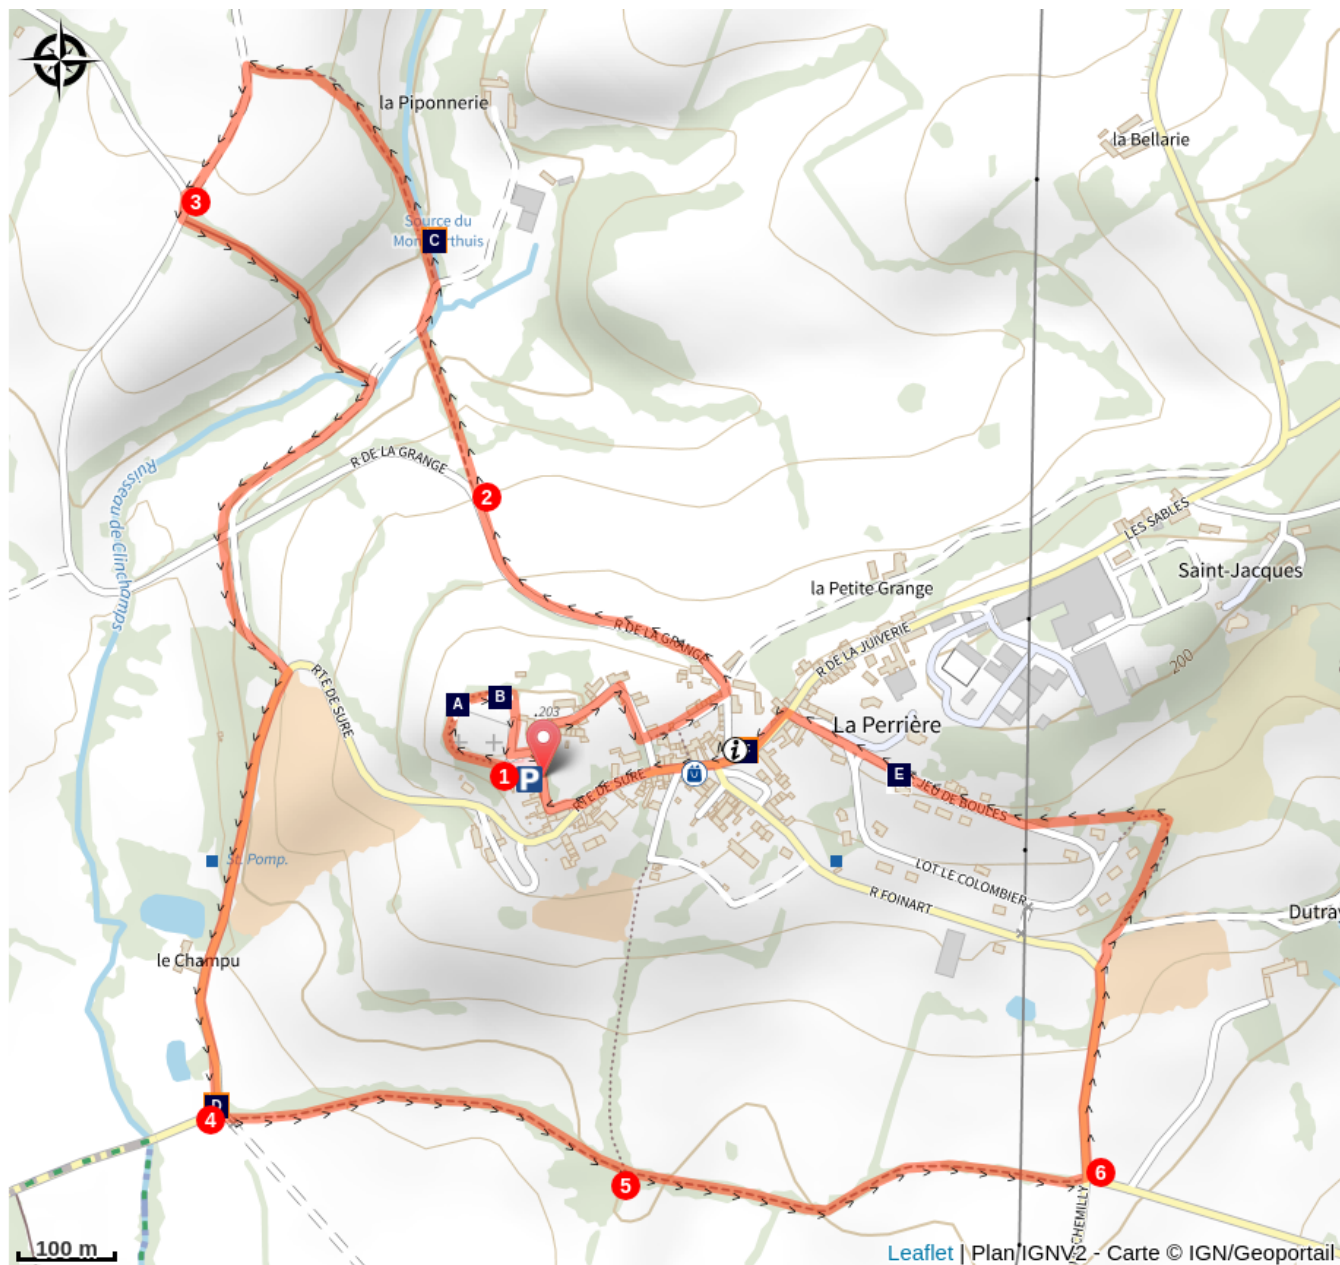 la Piponnerie
la Bellarie
3
Source du
C
R DE LA GRANGE
2
LES SABLES
Saint-Jacques
la Petite Grange
Ruisseau de Clinchamps
R DE LA GRANGE
R DE LA JUIVERIE
200
RTE DE SURE
A
B
.203
La Perrière
i
1
P
RTE DE SURE
E
JEU DE BOULES
St. Pomp.
LOT LE COLOMBIER
R FOINART
Dutray
le Champu
D
4
5
6
CHEMILLY
100 m
Leaflet | Plan IGNV2 - Carte © IGN/Geoportail